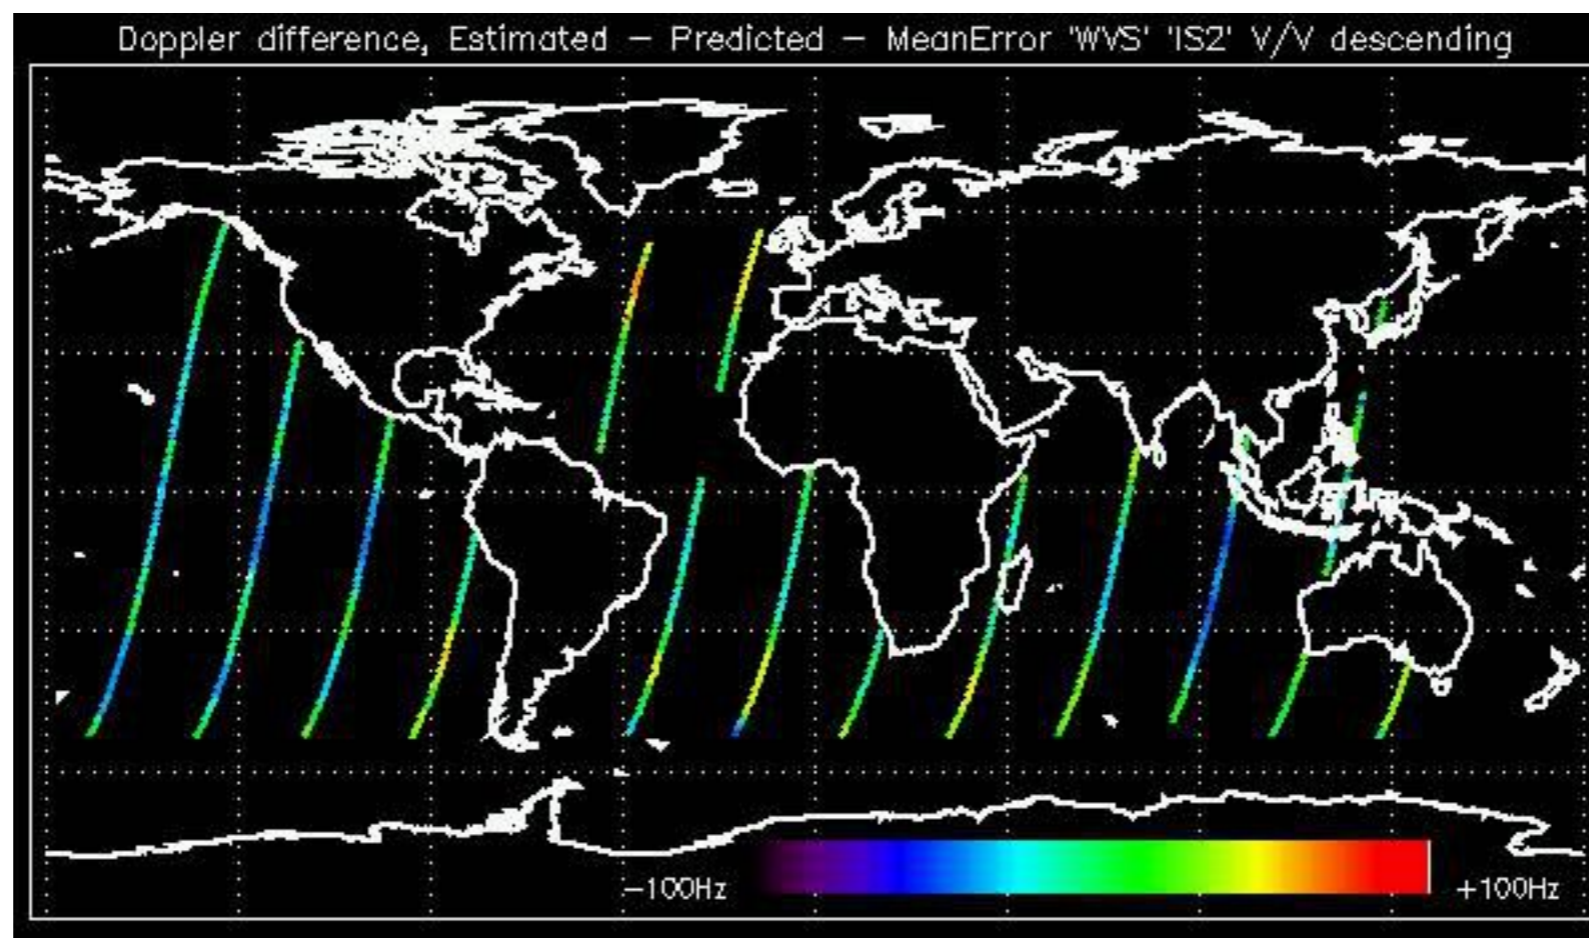 Doppler difference, Estimated - Predicted - MeanError 'WVS' 'IS2' V/V descending
-100Hz
+100Hz